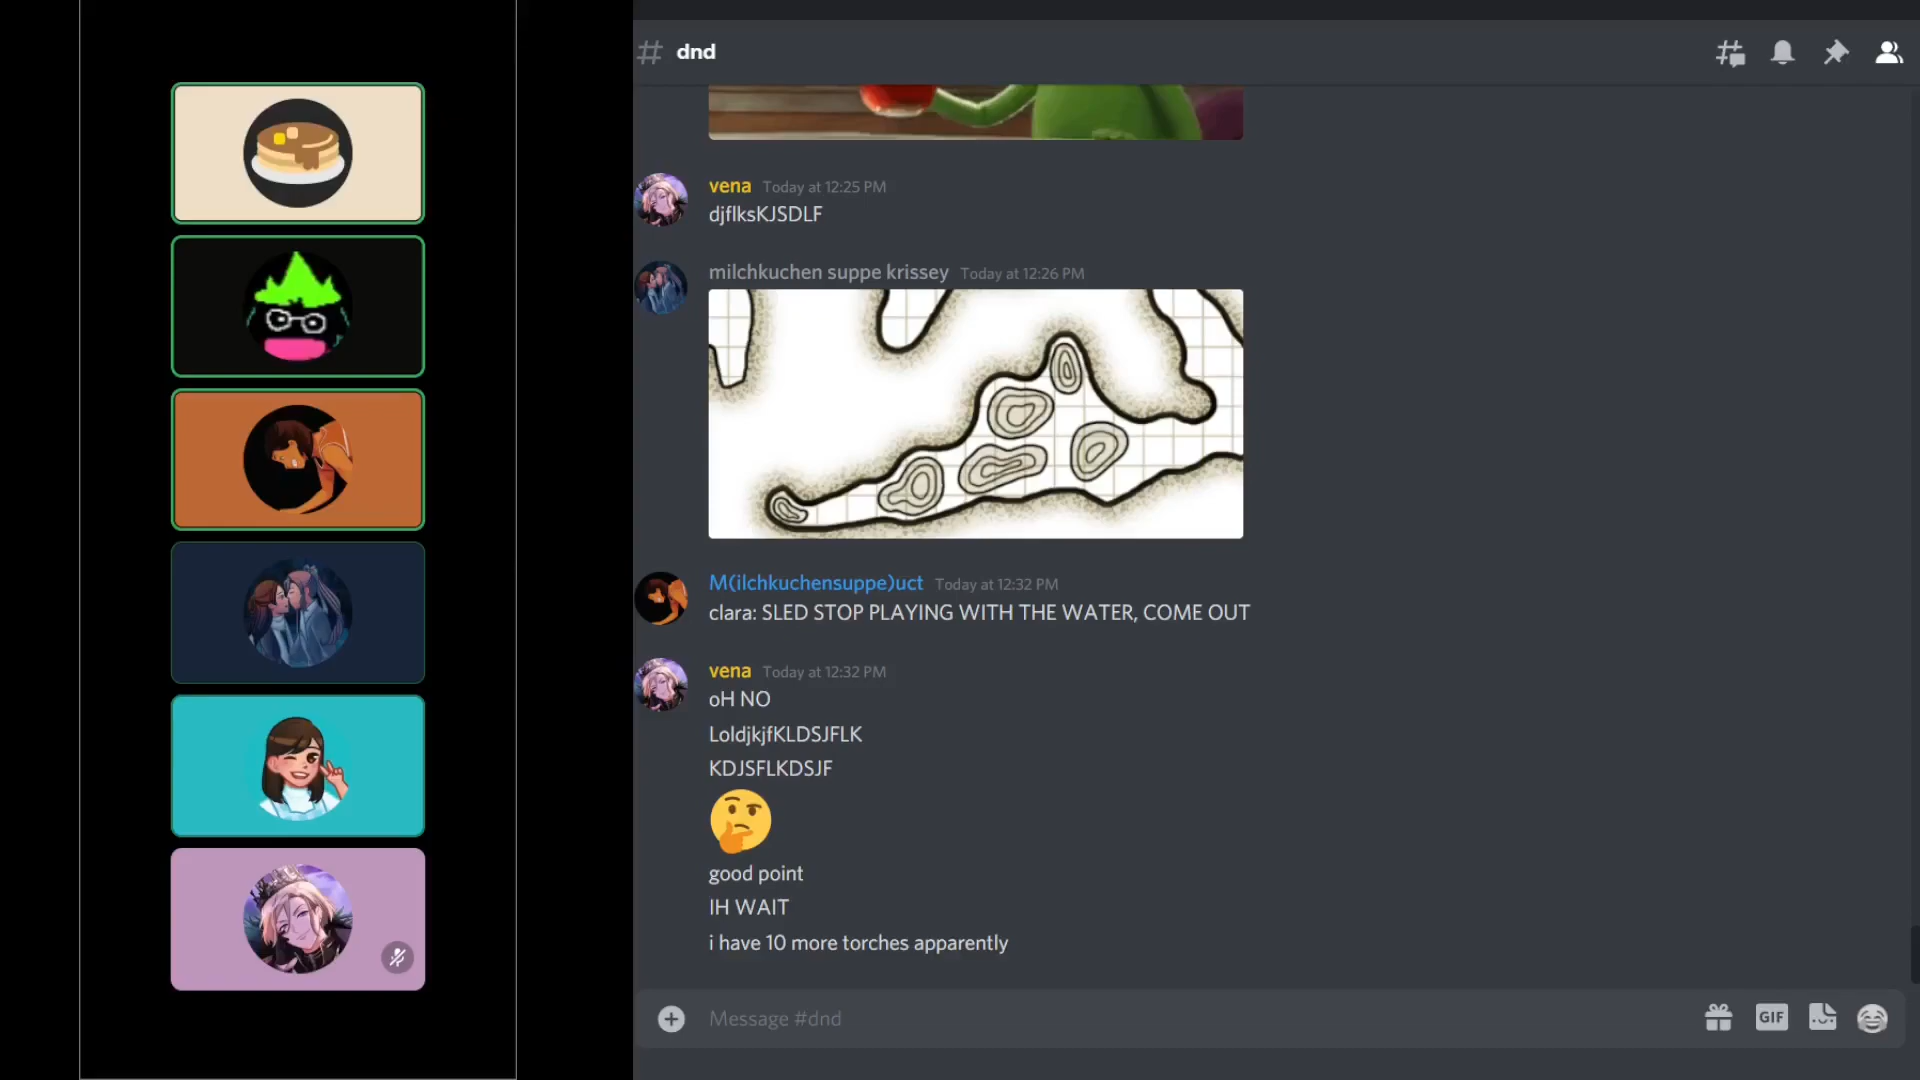 dnd
vena Today at 12:25 PM
djflksKJSDLF
milchkuchen suppe krissey Today at 12:26 PM
M(ilchkuchensuppe)uct Today at 12:32 PM
clara: SLED STOP PLAYING WITH THE WATER, COME OUT
vena Today at 12:32 PM
oH NO
LoldjkjfKLDSJFLK
KDJSFLKDSJF
good point
IH WAIT
i have 10 more torches apparently
Message #dnd
GIF